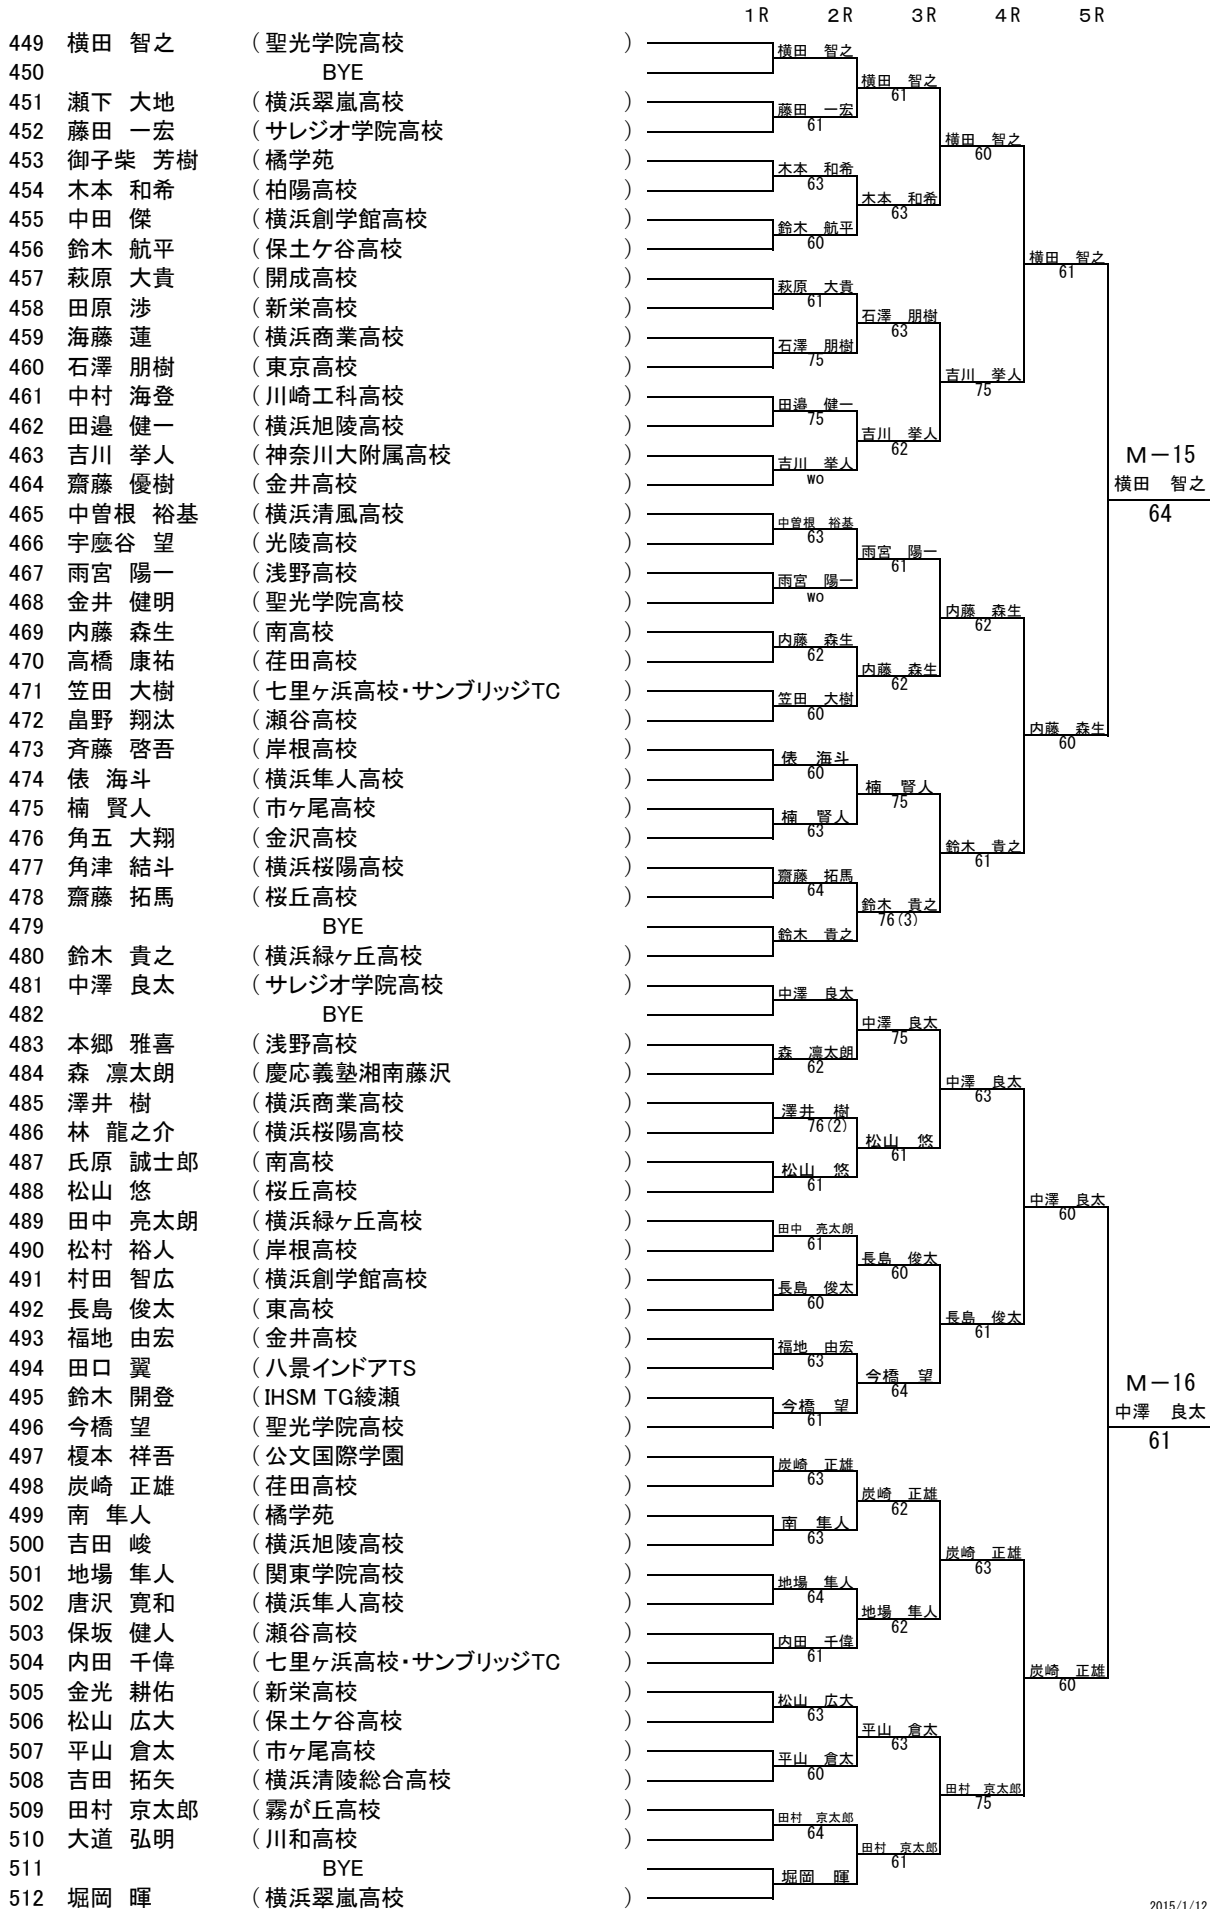 1R 2R 3R 4R 5R
449 横田 智之 ( 聖光学院高校 )
450 BYE
451 瀬下 大地 ( 横浜翠嵐高校 )
452 藤田 一宏 ( サレジオ学院高校 )
453 御子柴 芳樹 ( 橘学苑 )
454 木本 和希 ( 柏陽高校 )
455 中田 傑 ( 横浜創学館高校 )
456 鈴木 航平 ( 保土ケ谷高校 )
457 萩原 大貴 ( 開成高校 )
458 田原 渉 ( 新栄高校 )
459 海藤 蓮 ( 横浜商業高校 )
460 石澤 朋樹 ( 東京高校 )
461 中村 海登 ( 川崎工科高校 )
462 田邉 健一 ( 横浜旭陵高校 )
463 吉川 挙人 ( 神奈川大附属高校 )
464 齋藤 優樹 ( 金井高校 )
465 中曽根 裕基 ( 横浜清風高校 )
466 宇麼谷 望 ( 光陵高校 )
467 雨宮 陽一 ( 浅野高校 )
468 金井 健明 ( 聖光学院高校 )
469 内藤 森生 ( 南高校 )
470 高橋 康祐 ( 荏田高校 )
471 笠田 大樹 ( 七里ヶ浜高校・サンブリッジTC )
472 畠野 翔汰 ( 瀬谷高校 )
473 斉藤 啓吾 ( 岸根高校 )
474 俵 海斗 ( 横浜隼人高校 )
475 楠 賢人 ( 市ヶ尾高校 )
476 角五 大翔 ( 金沢高校 )
477 角津 結斗 ( 横浜桜陽高校 )
478 齋藤 拓馬 ( 桜丘高校 )
479 BYE
480 鈴木 貴之 ( 横浜緑ヶ丘高校 )
481 中澤 良太 ( サレジオ学院高校 )
482 BYE
483 本郷 雅喜 ( 浅野高校 )
484 森 凛太朗 ( 慶応義塾湘南藤沢 )
485 澤井 樹 ( 横浜商業高校 )
486 林 龍之介 ( 横浜桜陽高校 )
487 氏原 誠士郎 ( 南高校 )
488 松山 悠 ( 桜丘高校 )
489 田中 亮太朗 ( 横浜緑ヶ丘高校 )
490 松村 裕人 ( 岸根高校 )
491 村田 智広 ( 横浜創学館高校 )
492 長島 俊太 ( 東高校 )
493 福地 由宏 ( 金井高校 )
494 田口 翼 ( 八景インドアTS )
495 鈴木 開登 ( IHSM TG綾瀬 )
496 今橋 望 ( 聖光学院高校 )
497 榎本 祥吾 ( 公文国際学園 )
498 炭崎 正雄 ( 荏田高校 )
499 南 隼人 ( 橘学苑 )
500 吉田 峻 ( 横浜旭陵高校 )
501 地場 隼人 ( 関東学院高校 )
502 唐沢 寛和 ( 横浜隼人高校 )
503 保坂 健人 ( 瀬谷高校 )
504 内田 千偉 ( 七里ヶ浜高校・サンブリッジTC )
505 金光 耕佑 ( 新栄高校 )
506 松山 広大 ( 保土ケ谷高校 )
507 平山 倉太 ( 市ヶ尾高校 )
508 吉田 拓矢 ( 横浜清陵総合高校 )
509 田村 京太郎 ( 霧が丘高校 )
510 大道 弘明 ( 川和高校 )
511 BYE
512 堀岡 暉 ( 横浜翠嵐高校 )
横田 智之
藤田 一宏
61
木本 和希
63
鈴木 航平
60
萩原 大貴
61
石澤 朋樹
75
田邉 健一
75
吉川 挙人
wo
中曽根 裕基
63
雨宮 陽一
wo
内藤 森生
62
笠田 大樹
60
俵 海斗
60
楠 賢人
63
齋藤 拓馬
64
鈴木 貴之
中澤 良太
森 凛太朗
62
澤井 樹
76(2)
松山 悠
61
田中 亮太朗
61
長島 俊太
60
福地 由宏
63
今橋 望
61
炭崎 正雄
63
南 隼人
63
地場 隼人
64
内田 千偉
61
松山 広大
63
平山 倉太
60
田村 京太郎
64
堀岡 暉
横田 智之
61
木本 和希
63
石澤 朋樹
63
吉川 挙人
62
雨宮 陽一
61
内藤 森生
62
楠 賢人
75
鈴木 貴之
76(3)
中澤 良太
75
松山 悠
61
長島 俊太
60
今橋 望
64
炭崎 正雄
62
地場 隼人
62
平山 倉太
63
田村 京太郎
61
横田 智之
60
吉川 挙人
75
内藤 森生
62
鈴木 貴之
61
中澤 良太
63
長島 俊太
61
炭崎 正雄
63
田村 京太郎
75
横田 智之
61
内藤 森生
60
中澤 良太
60
炭崎 正雄
60
M－15
横田 智之
64
M－16
中澤 良太
61
2015/1/12